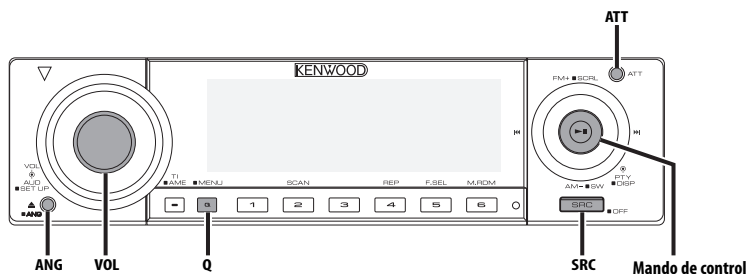 ATT
KENWOOD
FM+ ■ SCRL
ATT
VOL
AUD
■ SET UP
TI
■ AME
■ MENU
SCAN
REP
F.SEL
M.RDM
AM– ■ SW
PTY
■ DISP
■ ANG
Q
1
2
3
4
5
6
SRC
■ OFF
ANG
VOL
Q
SRC
Mando de control